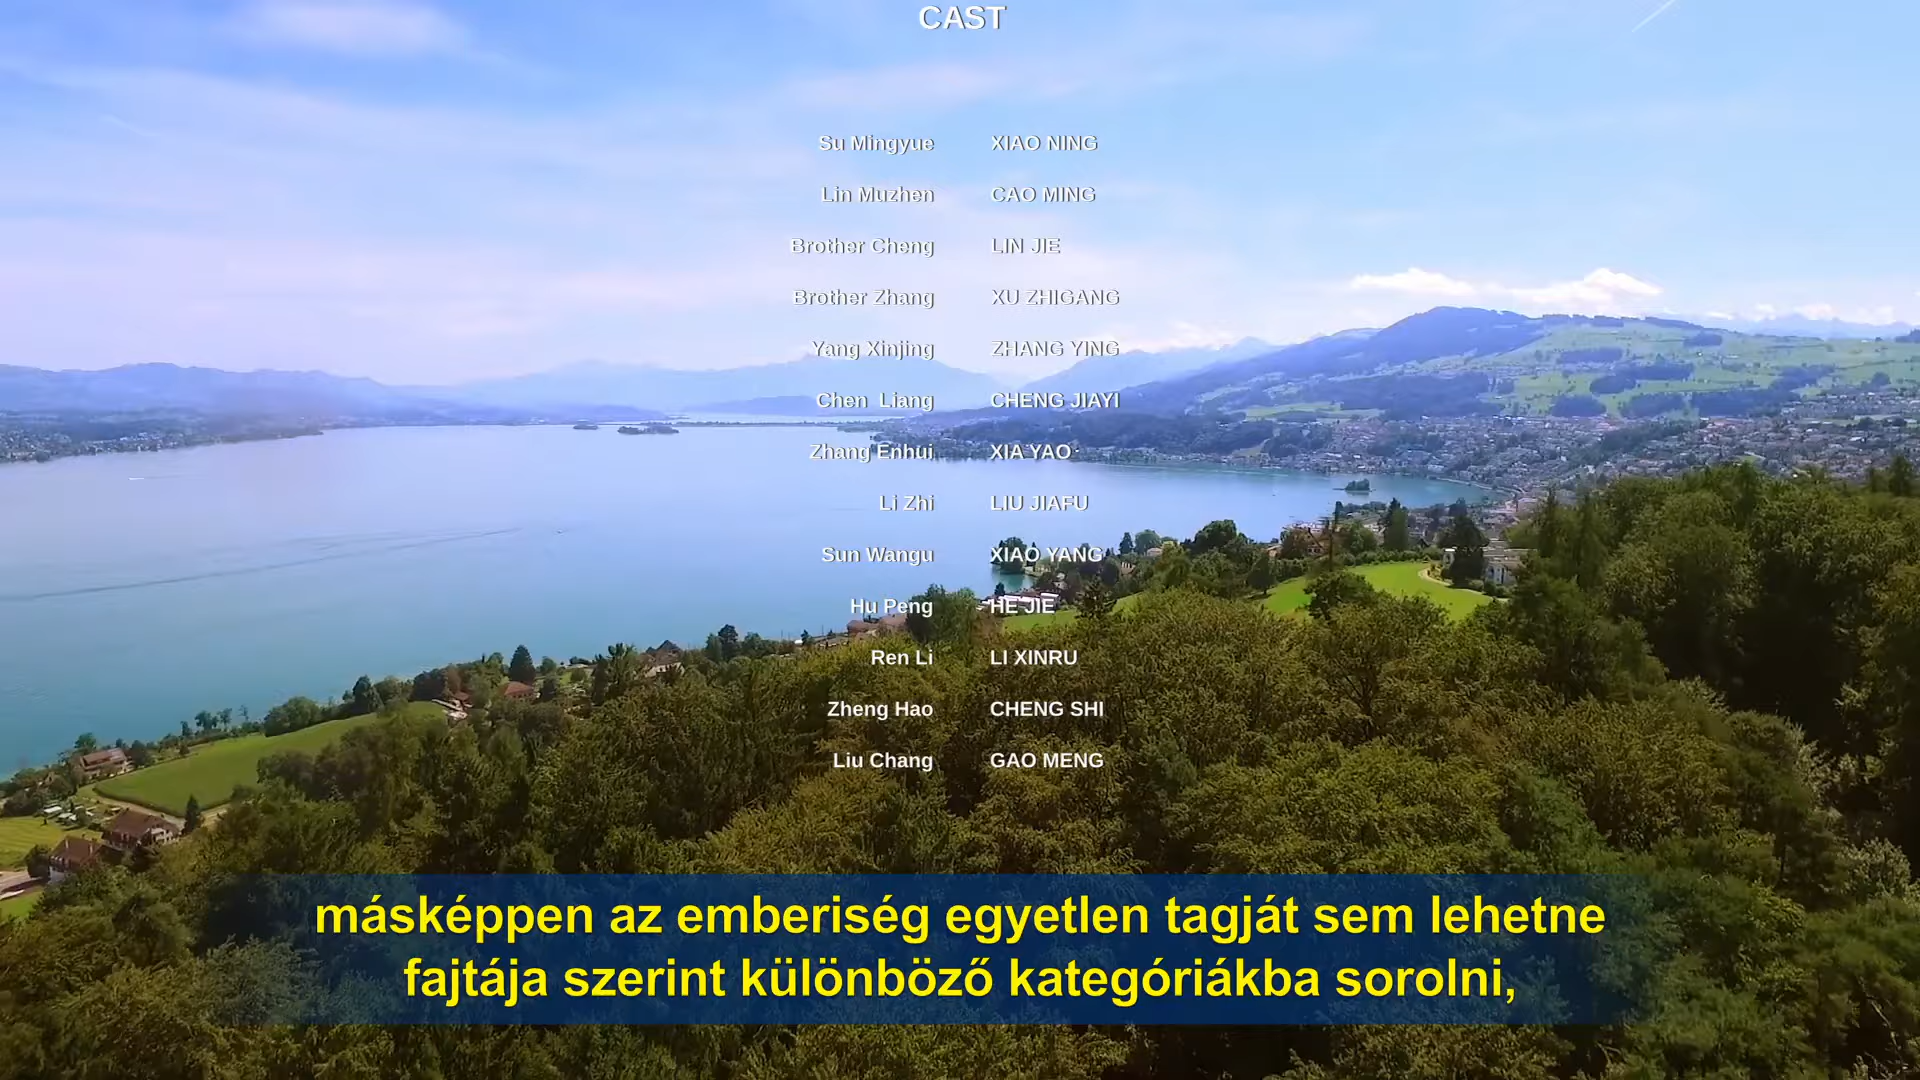 CAST
Su Mingyue XIAO NING
Lin Muzhen CAO MING
Brother Cheng LIN JIE
Brother Zhang XU ZHIGANG
Yang Xinjing ZHANG YING
Chen Liang CHENG JIAYI
Zhang Enhui XIA YAO
Li Zhi LIU JIAFU
Sun Wangu XIAO YANG
Hu Peng HE JIE
Ren Li LI XINRU
Zheng Hao CHENG SHI
Liu Chang GAO MENG
másképpen az emberiség egyetlen tagját sem lehetne
fajtája szerint különböző kategóriákba sorolni,